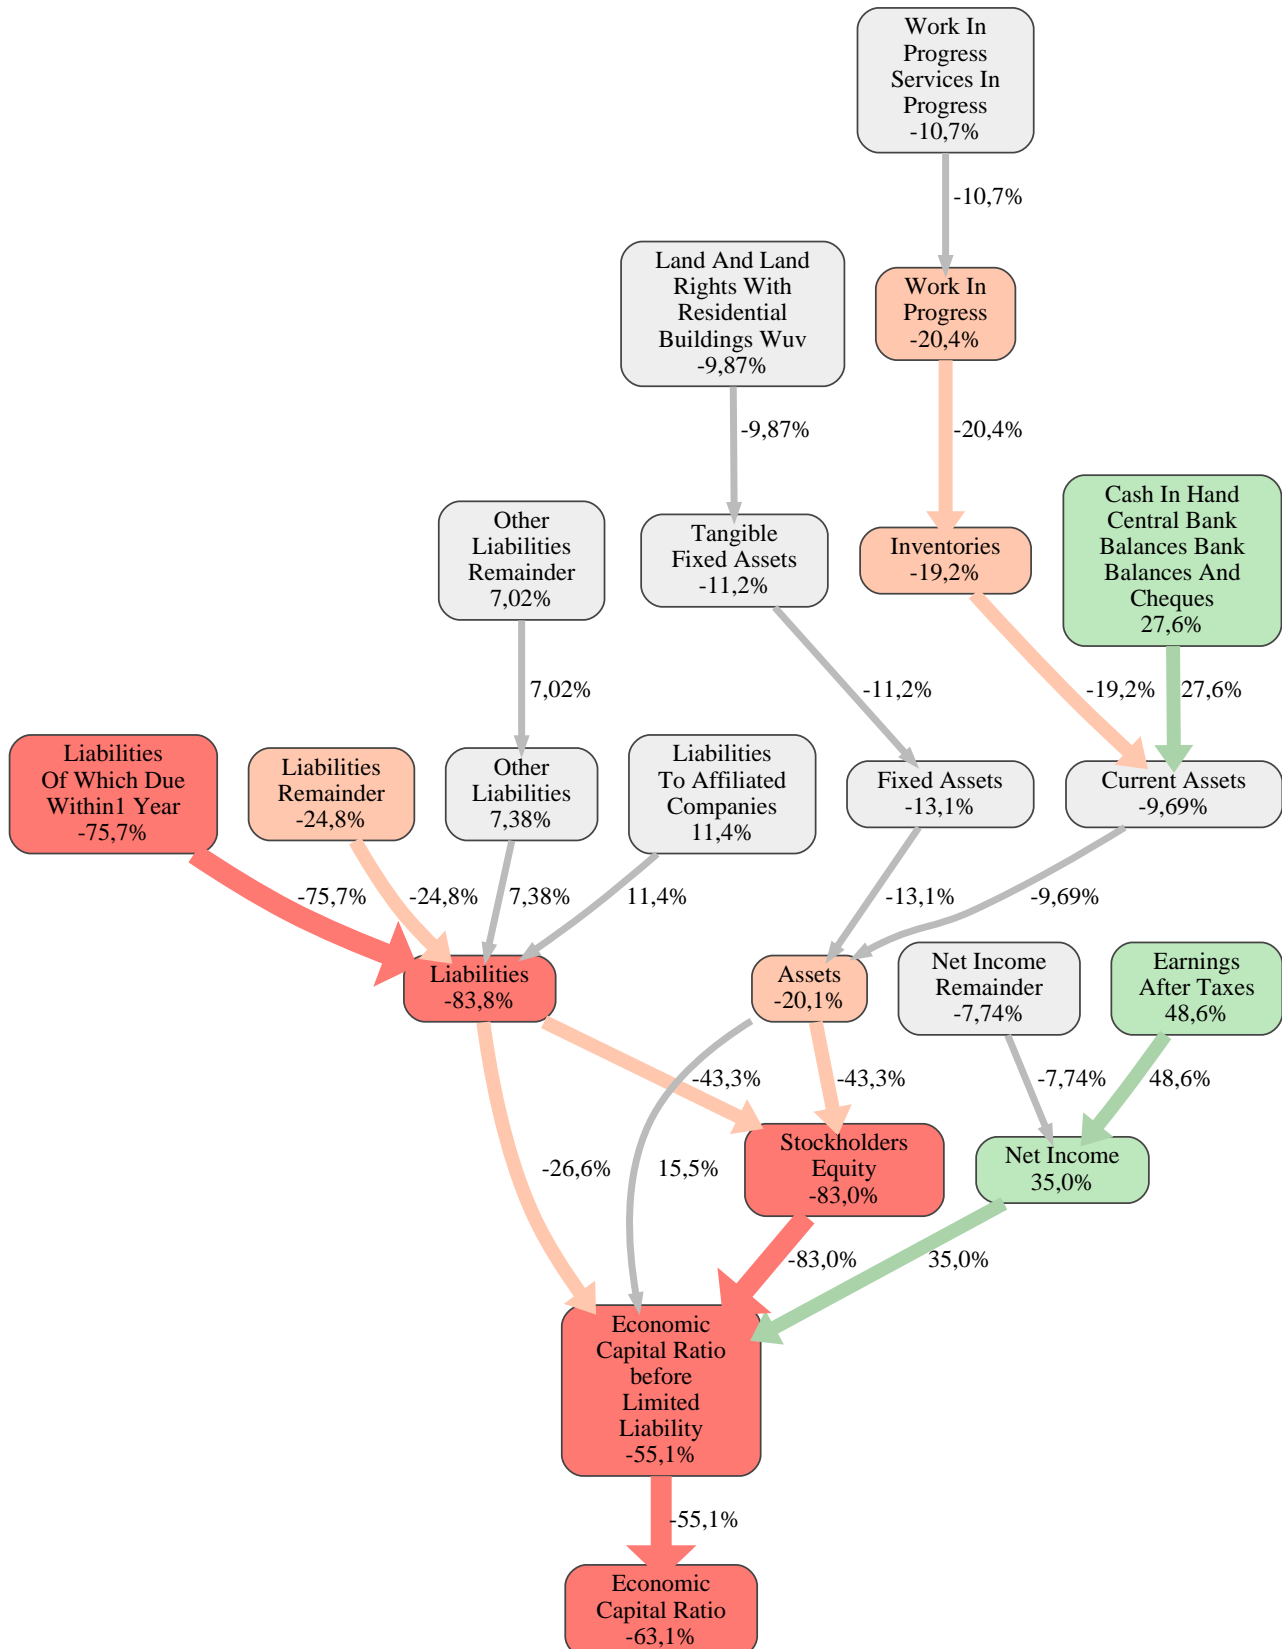 Work In
Progress
Services In
Progress
-10,7%
-10,7%
Land And Land
Rights With
Residential
Buildings Wuv
-9,87%
Work In
Progress
-20,4%
-9,87%
-20,4%
Other
Liabilities
Remainder
7,02%
Tangible
Fixed Assets
-11,2%
Inventories
-19,2%
Cash In Hand
Central Bank
Balances Bank
Balances And
Cheques
27,6%
7,02%
-11,2%
-19,2%
27,6%
Liabilities
Of Which Due
Within1 Year
-75,7%
Liabilities
Remainder
-24,8%
Other
Liabilities
7,38%
Liabilities
To Affiliated
Companies
11,4%
Fixed Assets
-13,1%
Current Assets
-9,69%
-75,7%
-24,8%
7,38%
11,4%
-13,1%
-9,69%
Liabilities
-83,8%
Assets
-20,1%
Net Income
Remainder
-7,74%
Earnings
After Taxes
48,6%
-43,3%
-43,3%
-7,74%
48,6%
-26,6%
15,5%
Stockholders
Equity
-83,0%
Net Income
35,0%
-83,0%
35,0%
Economic
Capital Ratio
before
Limited
Liability
-55,1%
-55,1%
Economic
Capital Ratio
-63,1%